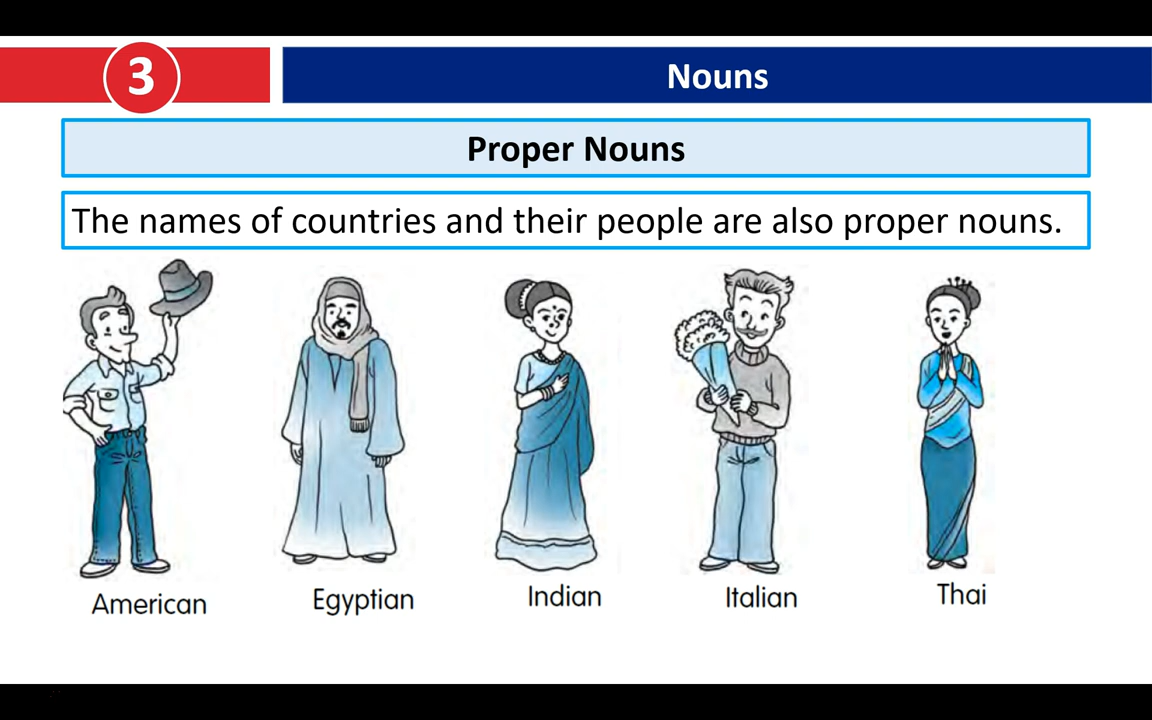 3
Nouns
Proper Nouns
The names of countries and their people are also proper nouns.
American
Egyptian
Indian
Italian
Thai